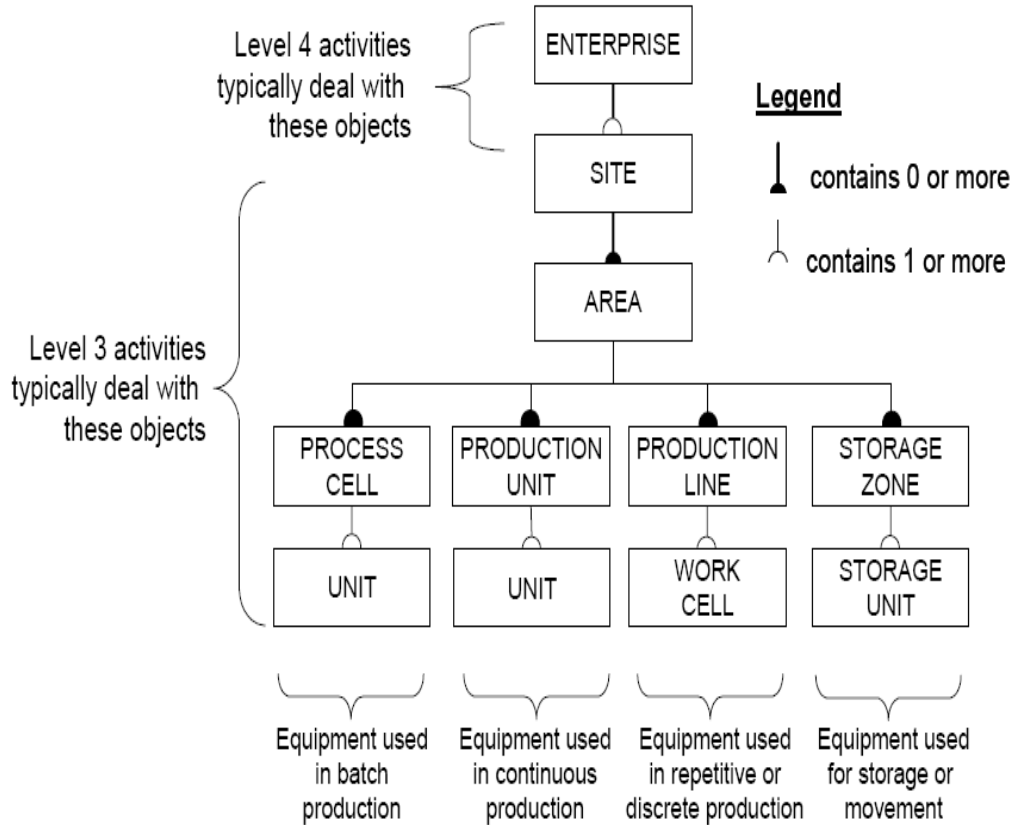 Level 4 activities
typically deal with
these objects
ENTERPRISE
SITE
Legend
contains 0 or more
contains 1 or more
AREA
Level 3 activities
typically deal with
these objects
PROCESS
CELL
PRODUCTION
UNIT
PRODUCTION
LINE
STORAGE
ZONE
UNIT
UNIT
WORK
CELL
STORAGE
UNIT
Equipment used
in batch
production
Equipment used
in continuous
production
Equipment used
in repetitive or
discrete production
Equipment used
for storage or
movement